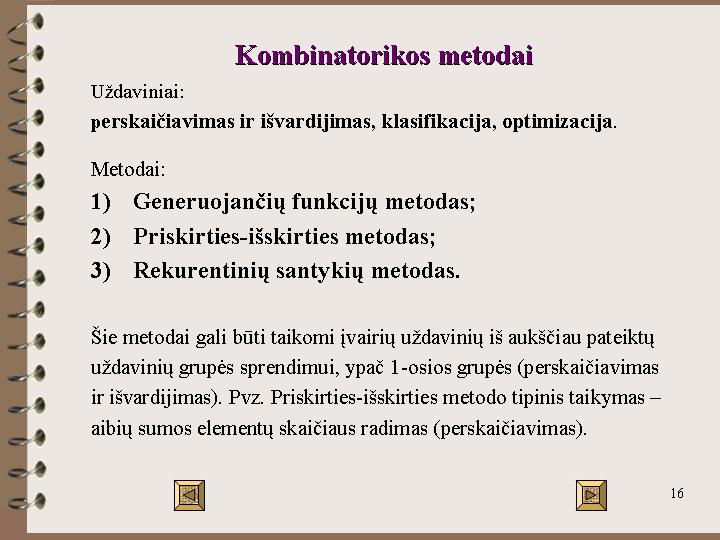 Kombinatorikos metodai
Uždaviniai:
perskaičiavimas ir išvardijimas, klasifikacija, optimizacija.
Metodai:
1) Generuojančių funkcijų metodas;
2) Priskirties-išskirties metodas;
3) Rekurentinių santykių metodas.
Šie metodai gali būti taikomi įvairių uždavinių iš aukščiau pateiktų
uždavinių grupės sprendimui, ypač 1-osios grupės (perskaičiavimas
ir išvardijimas). Pvz. Priskirties-išskirties metodo tipinis taikymas –
aibių sumos elementų skaičiaus radimas (perskaičiavimas).
16